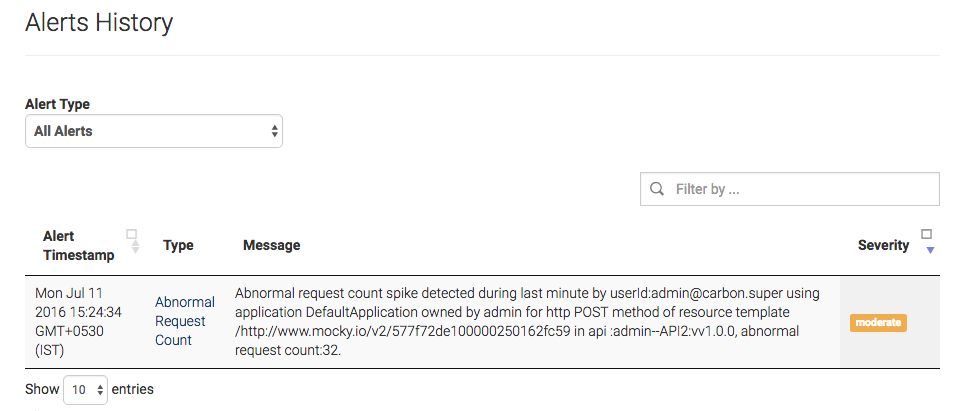 Alerts History
Alert Type
All Alerts
Filter by ...
Alert
Timestamp
Type
Message
Severity
Mon Jul 11
2016 15:24:34
GMT+0530
(IST)
Abnormal
Request
Count
Abnormal request count spike detected during last minute by userId:admin@carbon.super using
application DefaultApplication owned by admin for http POST method of resource template
/http://www.mocky.io/v2/577f72de100000250162fc59 in api :admin--API2:vv1.0.0, abnormal
request count:32.
moderate
Show 10 entries